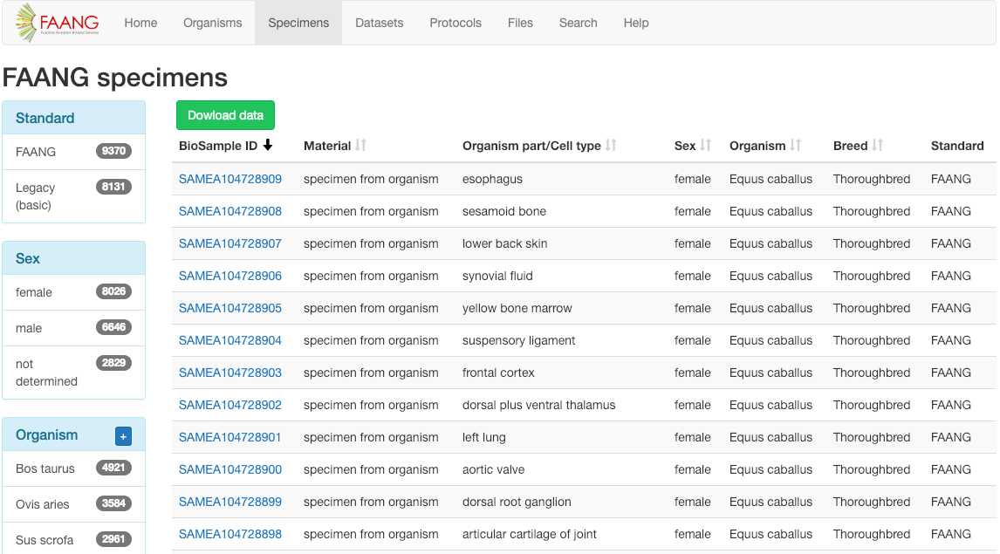 FAANG
Home Organisms Specimens Datasets Protocols Files Search Help
FAANG specimens
Standard
FAANG 9370
Legacy (basic) 8131
Sex
female 8026
male 6646
not determined 2829
Organism +
Bos taurus 4921
Ovis aries 3584
Sus scrofa 2961
Dowload data
BioSample ID Material Organism part/Cell type Sex Organism Breed Standard
SAMEA104728909 specimen from organism esophagus female Equus caballus Thoroughbred FAANG
SAMEA104728908 specimen from organism sesamoid bone female Equus caballus Thoroughbred FAANG
SAMEA104728907 specimen from organism lower back skin female Equus caballus Thoroughbred FAANG
SAMEA104728906 specimen from organism synovial fluid female Equus caballus Thoroughbred FAANG
SAMEA104728905 specimen from organism yellow bone marrow female Equus caballus Thoroughbred FAANG
SAMEA104728904 specimen from organism suspensory ligament female Equus caballus Thoroughbred FAANG
SAMEA104728903 specimen from organism frontal cortex female Equus caballus Thoroughbred FAANG
SAMEA104728902 specimen from organism dorsal plus ventral thalamus female Equus caballus Thoroughbred FAANG
SAMEA104728901 specimen from organism left lung female Equus caballus Thoroughbred FAANG
SAMEA104728900 specimen from organism aortic valve female Equus caballus Thoroughbred FAANG
SAMEA104728899 specimen from organism dorsal root ganglion female Equus caballus Thoroughbred FAANG
SAMEA104728898 specimen from organism articular cartilage of joint female Equus caballus Thoroughbred FAANG